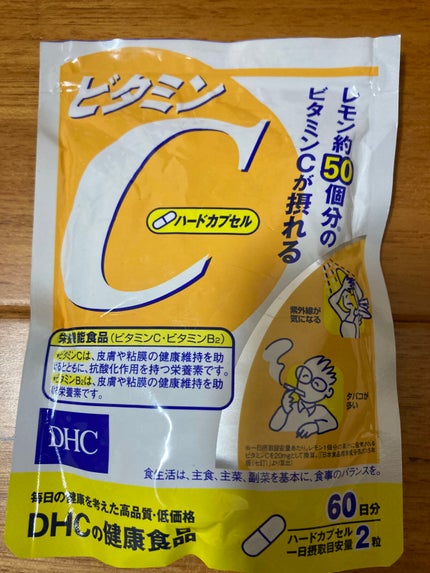 ビタミン
C
ハードカプセル
レモン約50個分の
ビタミンCが摂れる
紫外線が
気になる
タバコが
多い
栄養機能食品(ビタミンC・ビタミンB2)
●ビタミンCは、皮膚や粘膜の健康維持を助
けるとともに、抗酸化作用を持つ栄養素です。
●ビタミンB2は、皮膚や粘膜の健康維持を助
ける栄養素です。
DHC
食生活は、主食、主菜、副菜を基本に、食事のバランスを。
毎日の健康を考えた高品質・低価格
DHCの健康食品
60日分
ハードカプセル
一日摂取目安量2粒